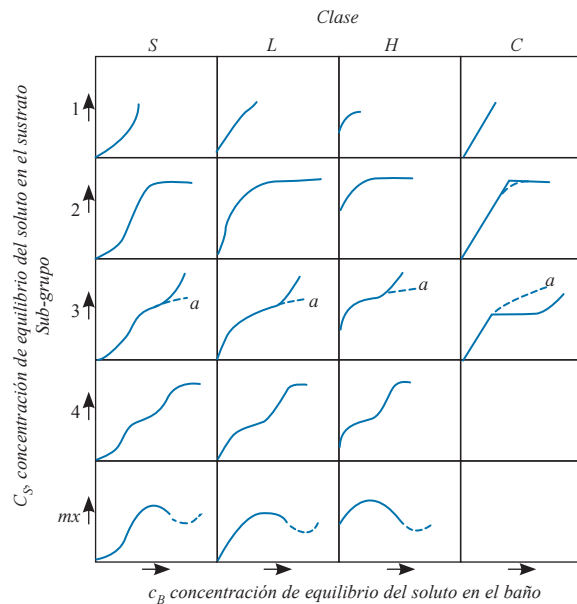 Clase
S L H C
C_S, concentración de equilibrio del soluto en el sustrato
Sub-grupo
1
2
3 a a a a
4
mx
c_B concentración de equilibrio del soluto en el baño